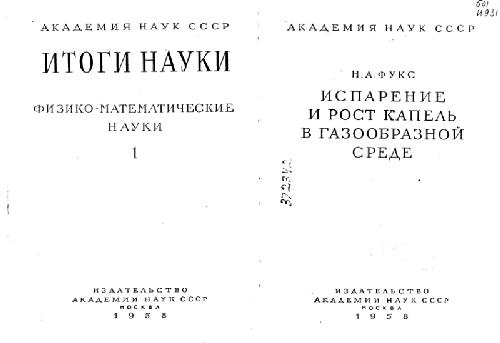 АКАДЕМИЯ НАУК СССР
ИТОГИ НАУКИ
ФИЗИКО-МАТЕМАТИЧЕСКИЕ
НАУКИ
1
ИЗДАТЕЛЬСТВО
АКАДЕМИИ НАУК СССР
МОСКВА
1958
АКАДЕМИЯ НАУК СССР
Н. А. ФУКС
ИСПАРЕНИЕ
И РОСТ КАПЕЛЬ
В ГАЗООБРАЗНОЙ
СРЕДЕ
ИЗДАТЕЛЬСТВО
АКАДЕМИИ НАУК СССР
МОСКВА
1958